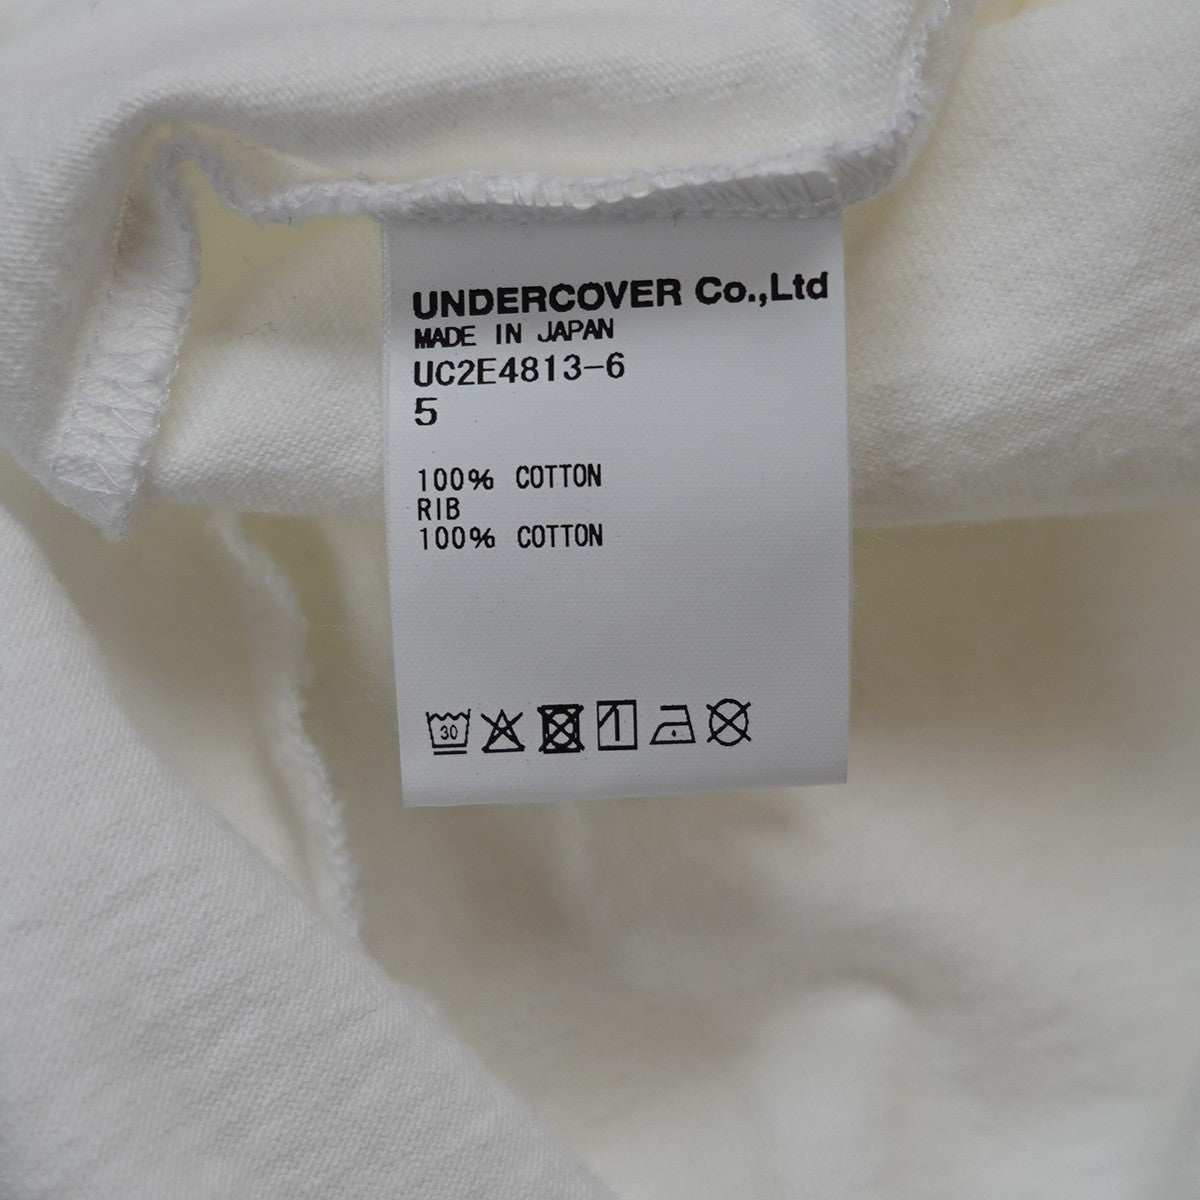 UNDERCOVER Co.,Ltd
MADE IN JAPAN
UC2E4813-6
5
100% COTTON
RIB
100% COTTON
30